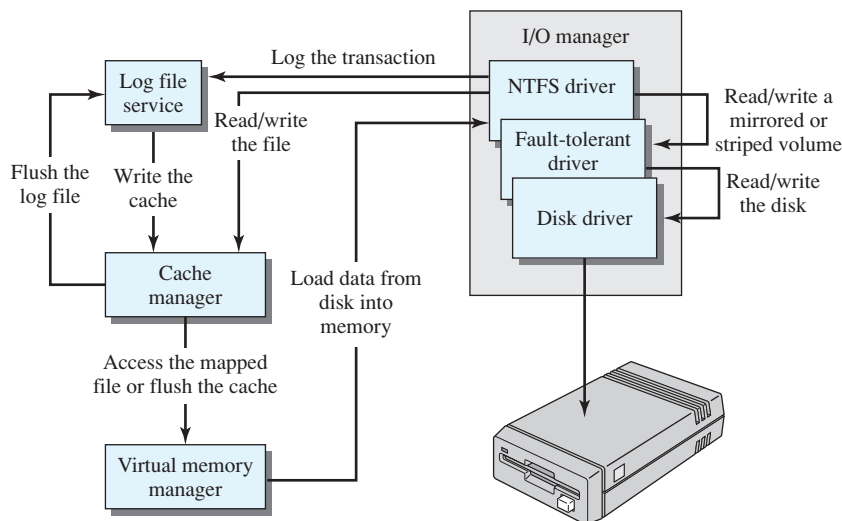 I/O manager
Log the transaction
Log file
service
NTFS driver
Read/write
the file
Read/write a
mirrored or
striped volume
Fault-tolerant
driver
Flush the
log file
Write the
cache
Read/write
the disk
Disk driver
Cache
manager
Load data from
disk into
memory
Access the mapped
file or flush the cache
Virtual memory
manager